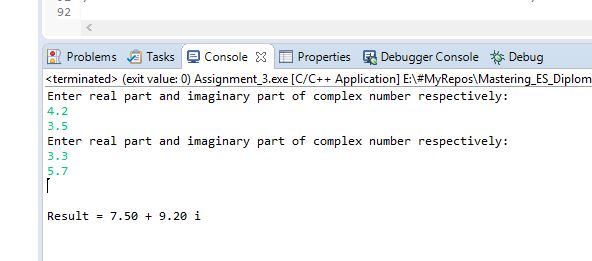 92
Problems Tasks Console Properties Debugger Console Debug
<terminated> (exit value: 0) Assignment_3.exe [C/C++ Application] E:\#MyRepos\Mastering_ES_Diplom
Enter real part and imaginary part of complex number respectively:
4.2
3.5
Enter real part and imaginary part of complex number respectively:
3.3
5.7
Result = 7.50 + 9.20 i